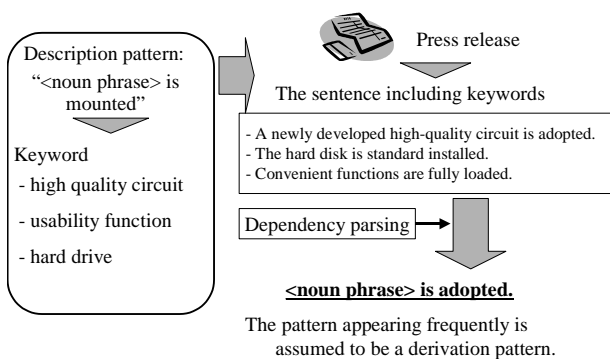 Description pattern:
“<noun phrase> is
mounted”
Keyword
- high quality circuit
- usability function
- hard drive
Press release
The sentence including keywords
- A newly developed high-quality circuit is adopted.
- The hard disk is standard installed.
- Convenient functions are fully loaded.
Dependency parsing
<noun phrase> is adopted.
The pattern appearing frequently is
assumed to be a derivation pattern.